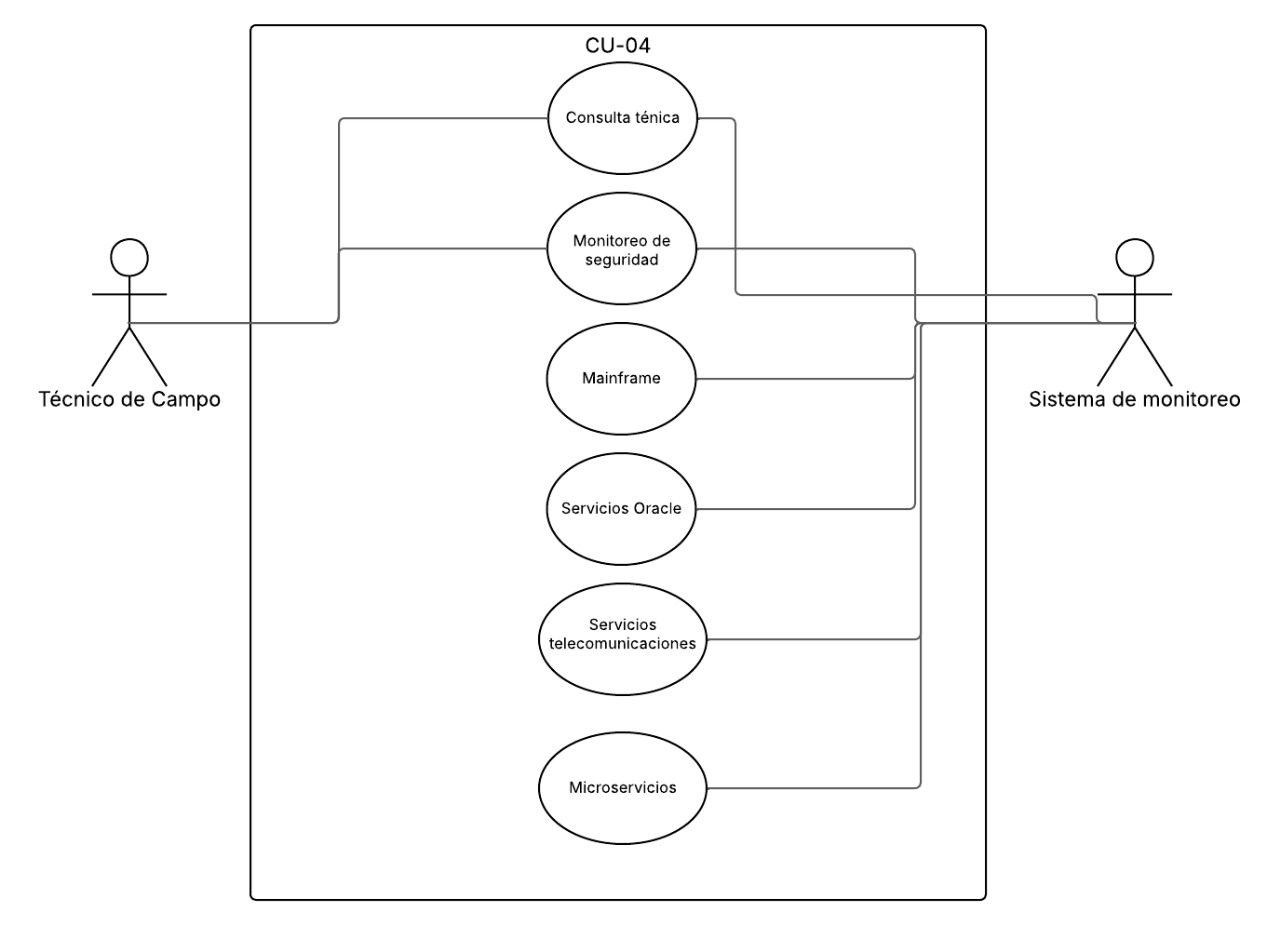 CU-04
Consulta ténica
Monitoreo de
seguridad
Mainframe
Técnico de Campo
Sistema de monitoreo
Servicios Oracle
Servicios
telecomunicaciones
Microservicios